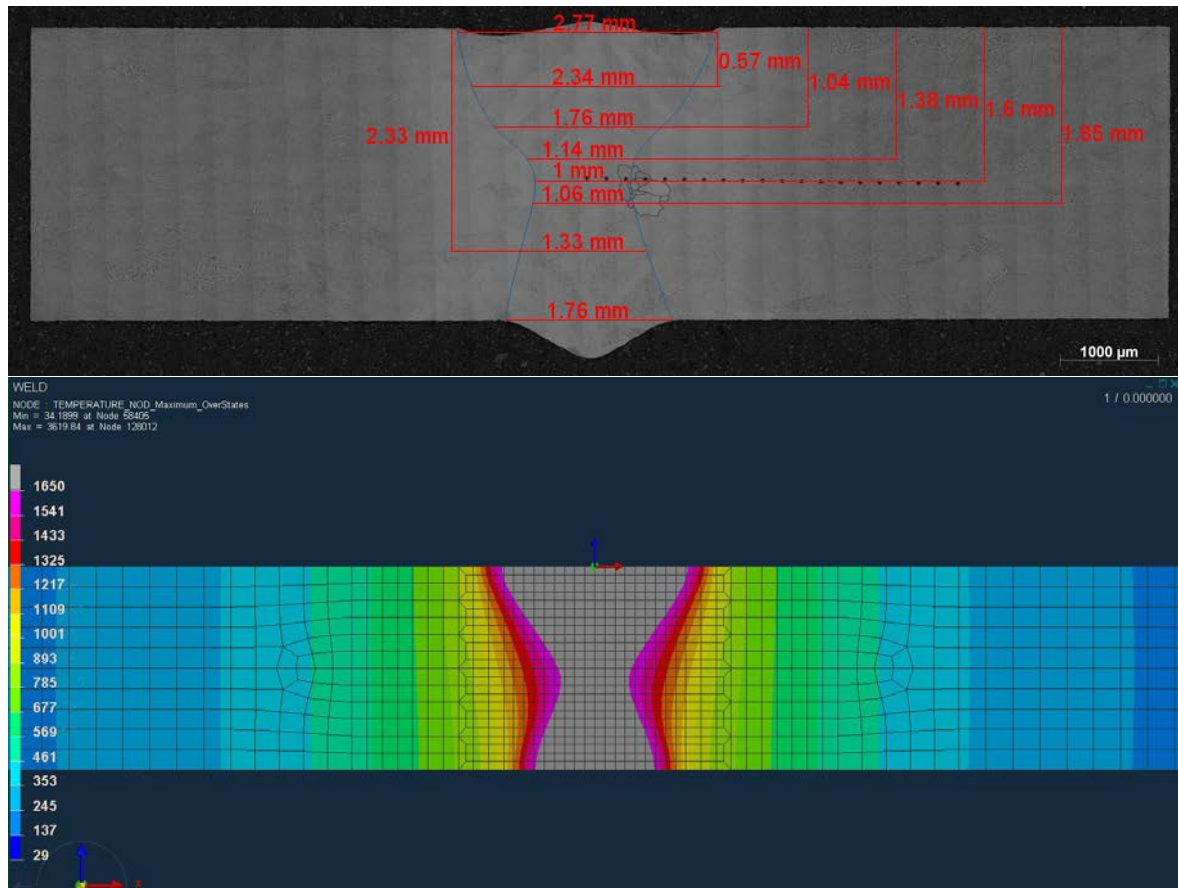 2.77 mm
0.57 mm
2.34 mm
1.04 mm
1.38 mm
1.6 mm
1.76 mm
1.85 mm
2.33 mm
1.14 mm
1 mm
1.06 mm
1.33 mm
1.76 mm
1000 µm
WELD
1 / 0.000000
NODE : TEMPERATURE_NOD_Maximum_OverStates
Min = 34.1899 at Node 58405
Max = 3619.84 at Node 128012
1650
1541
1433
1325
1217
1109
1001
893
785
677
569
461
353
245
137
29
x